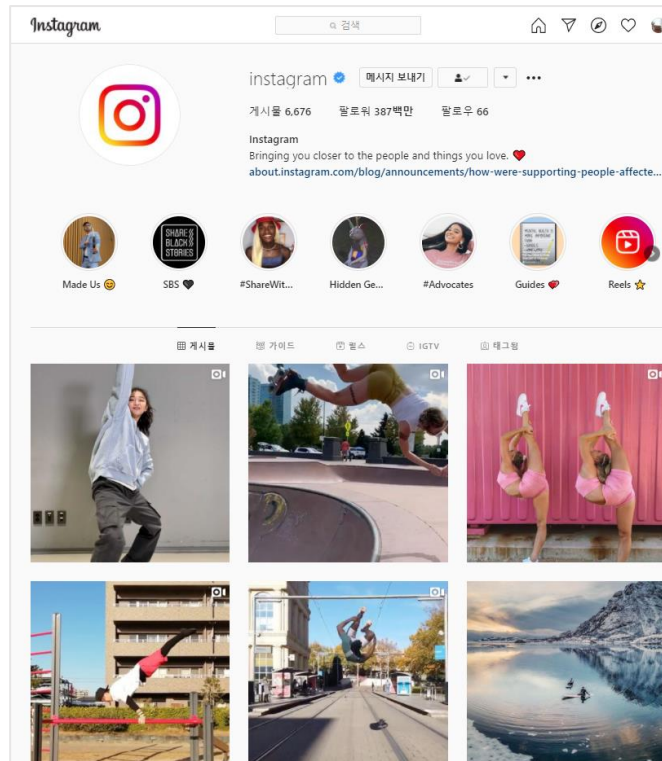 Instagram
검색
instagram 메시지 보내기
게시물 6,676 팔로워 387백만 팔로우 66
Instagram
Bringing you closer to the people and things you love. ❤️
about.instagram.com/blog/announcements/how-were-supporting-people-affecte...
SHARE BLACK STORIES
Made Us 😊 SBS 🖤 #ShareWit... Hidden Ge... #Advocates Guides 💝 Reels ⭐
게시물 가이드 릴스 IGTV 태그됨